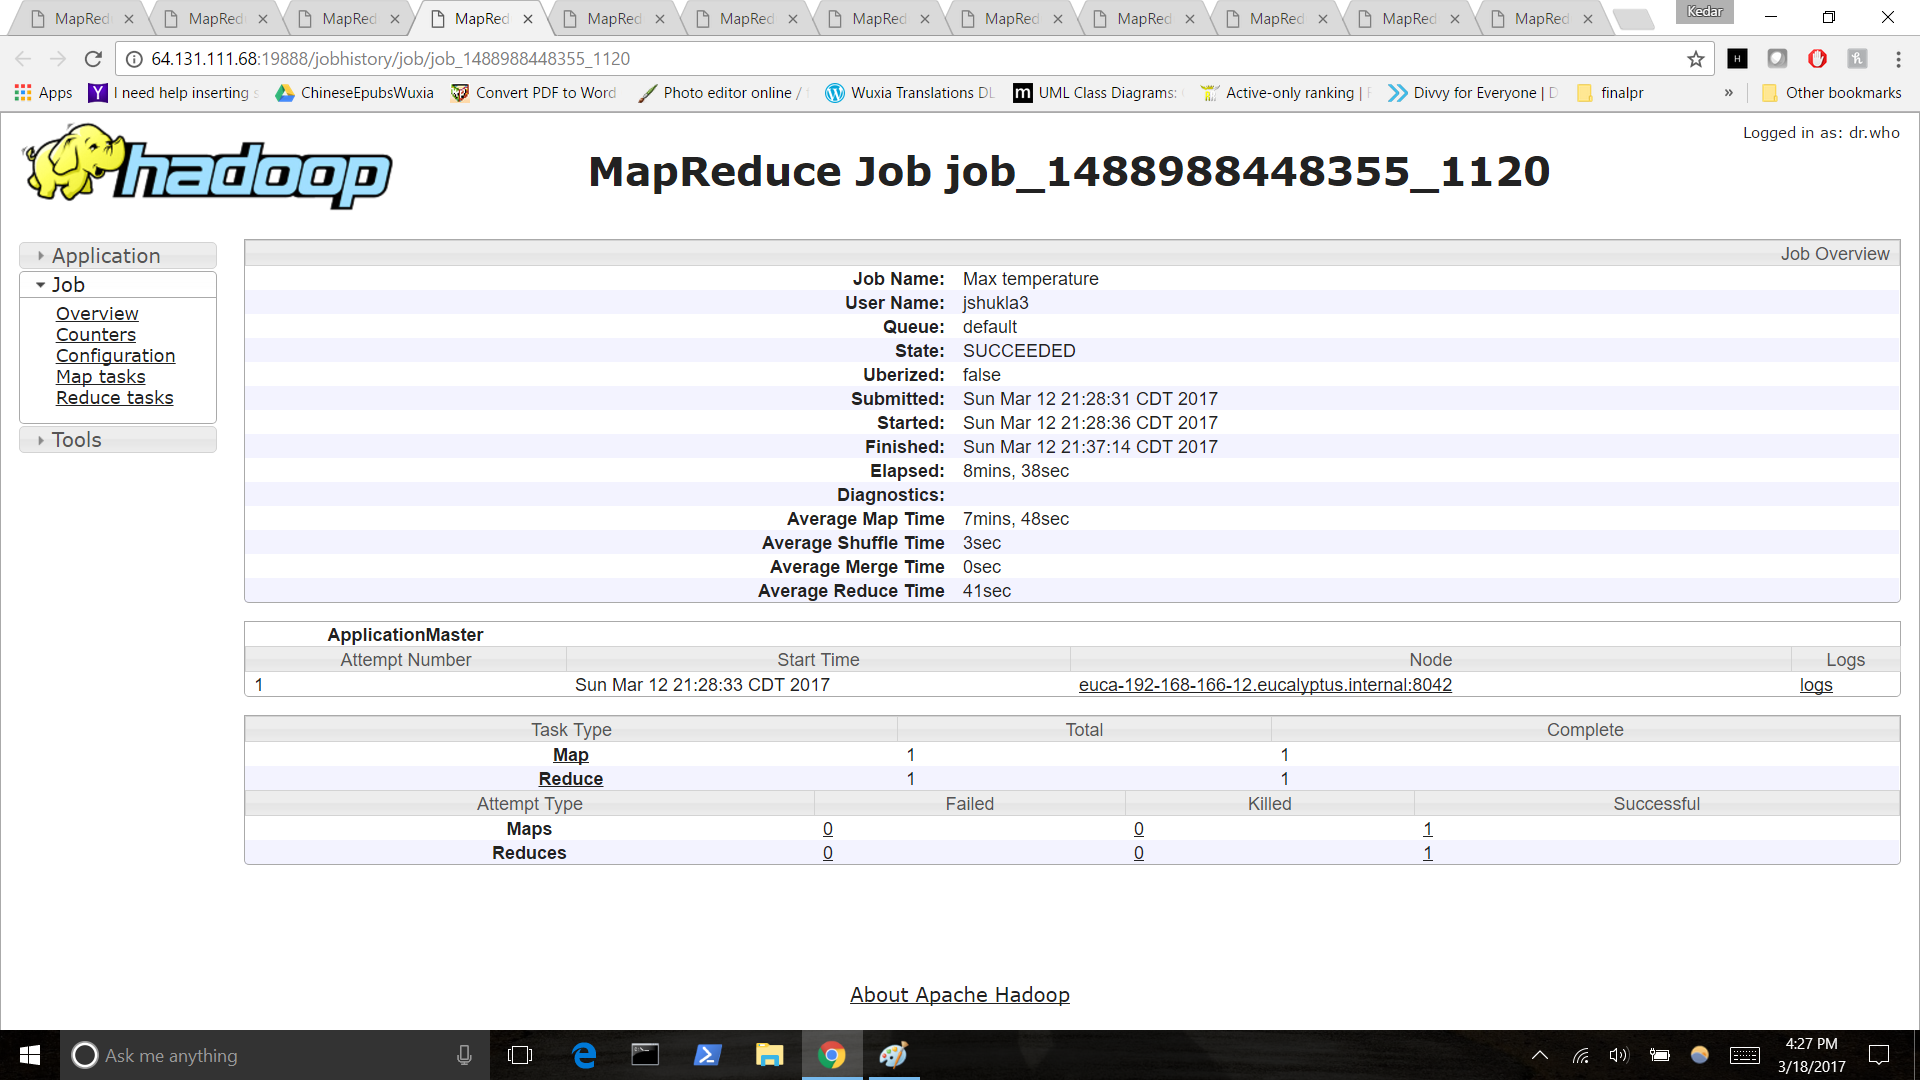 MapRed MapRed MapRed MapRed MapRed MapRed MapRed MapRed MapRed MapRed MapRed MapRed Kedar
64.131.111.68:19888/jobhistory/job/job_1488988448355_1120
Apps I need help inserting ChineseEpubsWuxia Convert PDF to Word Photo editor online / Wuxia Translations DL UML Class Diagrams: Active-only ranking | Divvy for Everyone | D finalpr » Other bookmarks
Logged in as: dr.who
hadoop
MapReduce Job job_1488988448355_1120
Application
Job
Overview
Counters
Configuration
Map tasks
Reduce tasks
Tools
Job Overview
Job Name: Max temperature
User Name: jshukla3
Queue: default
State: SUCCEEDED
Uberized: false
Submitted: Sun Mar 12 21:28:31 CDT 2017
Started: Sun Mar 12 21:28:36 CDT 2017
Finished: Sun Mar 12 21:37:14 CDT 2017
Elapsed: 8mins, 38sec
Diagnostics:
Average Map Time 7mins, 48sec
Average Shuffle Time 3sec
Average Merge Time 0sec
Average Reduce Time 41sec
ApplicationMaster
Attempt Number Start Time Node Logs
1 Sun Mar 12 21:28:33 CDT 2017 euca-192-168-166-12.eucalyptus.internal:8042 logs
Task Type Total Complete
Map 1 1
Reduce 1 1
Attempt Type Failed Killed Successful
Maps 0 0 1
Reduces 0 0 1
About Apache Hadoop
Ask me anything
4:27 PM
3/18/2017